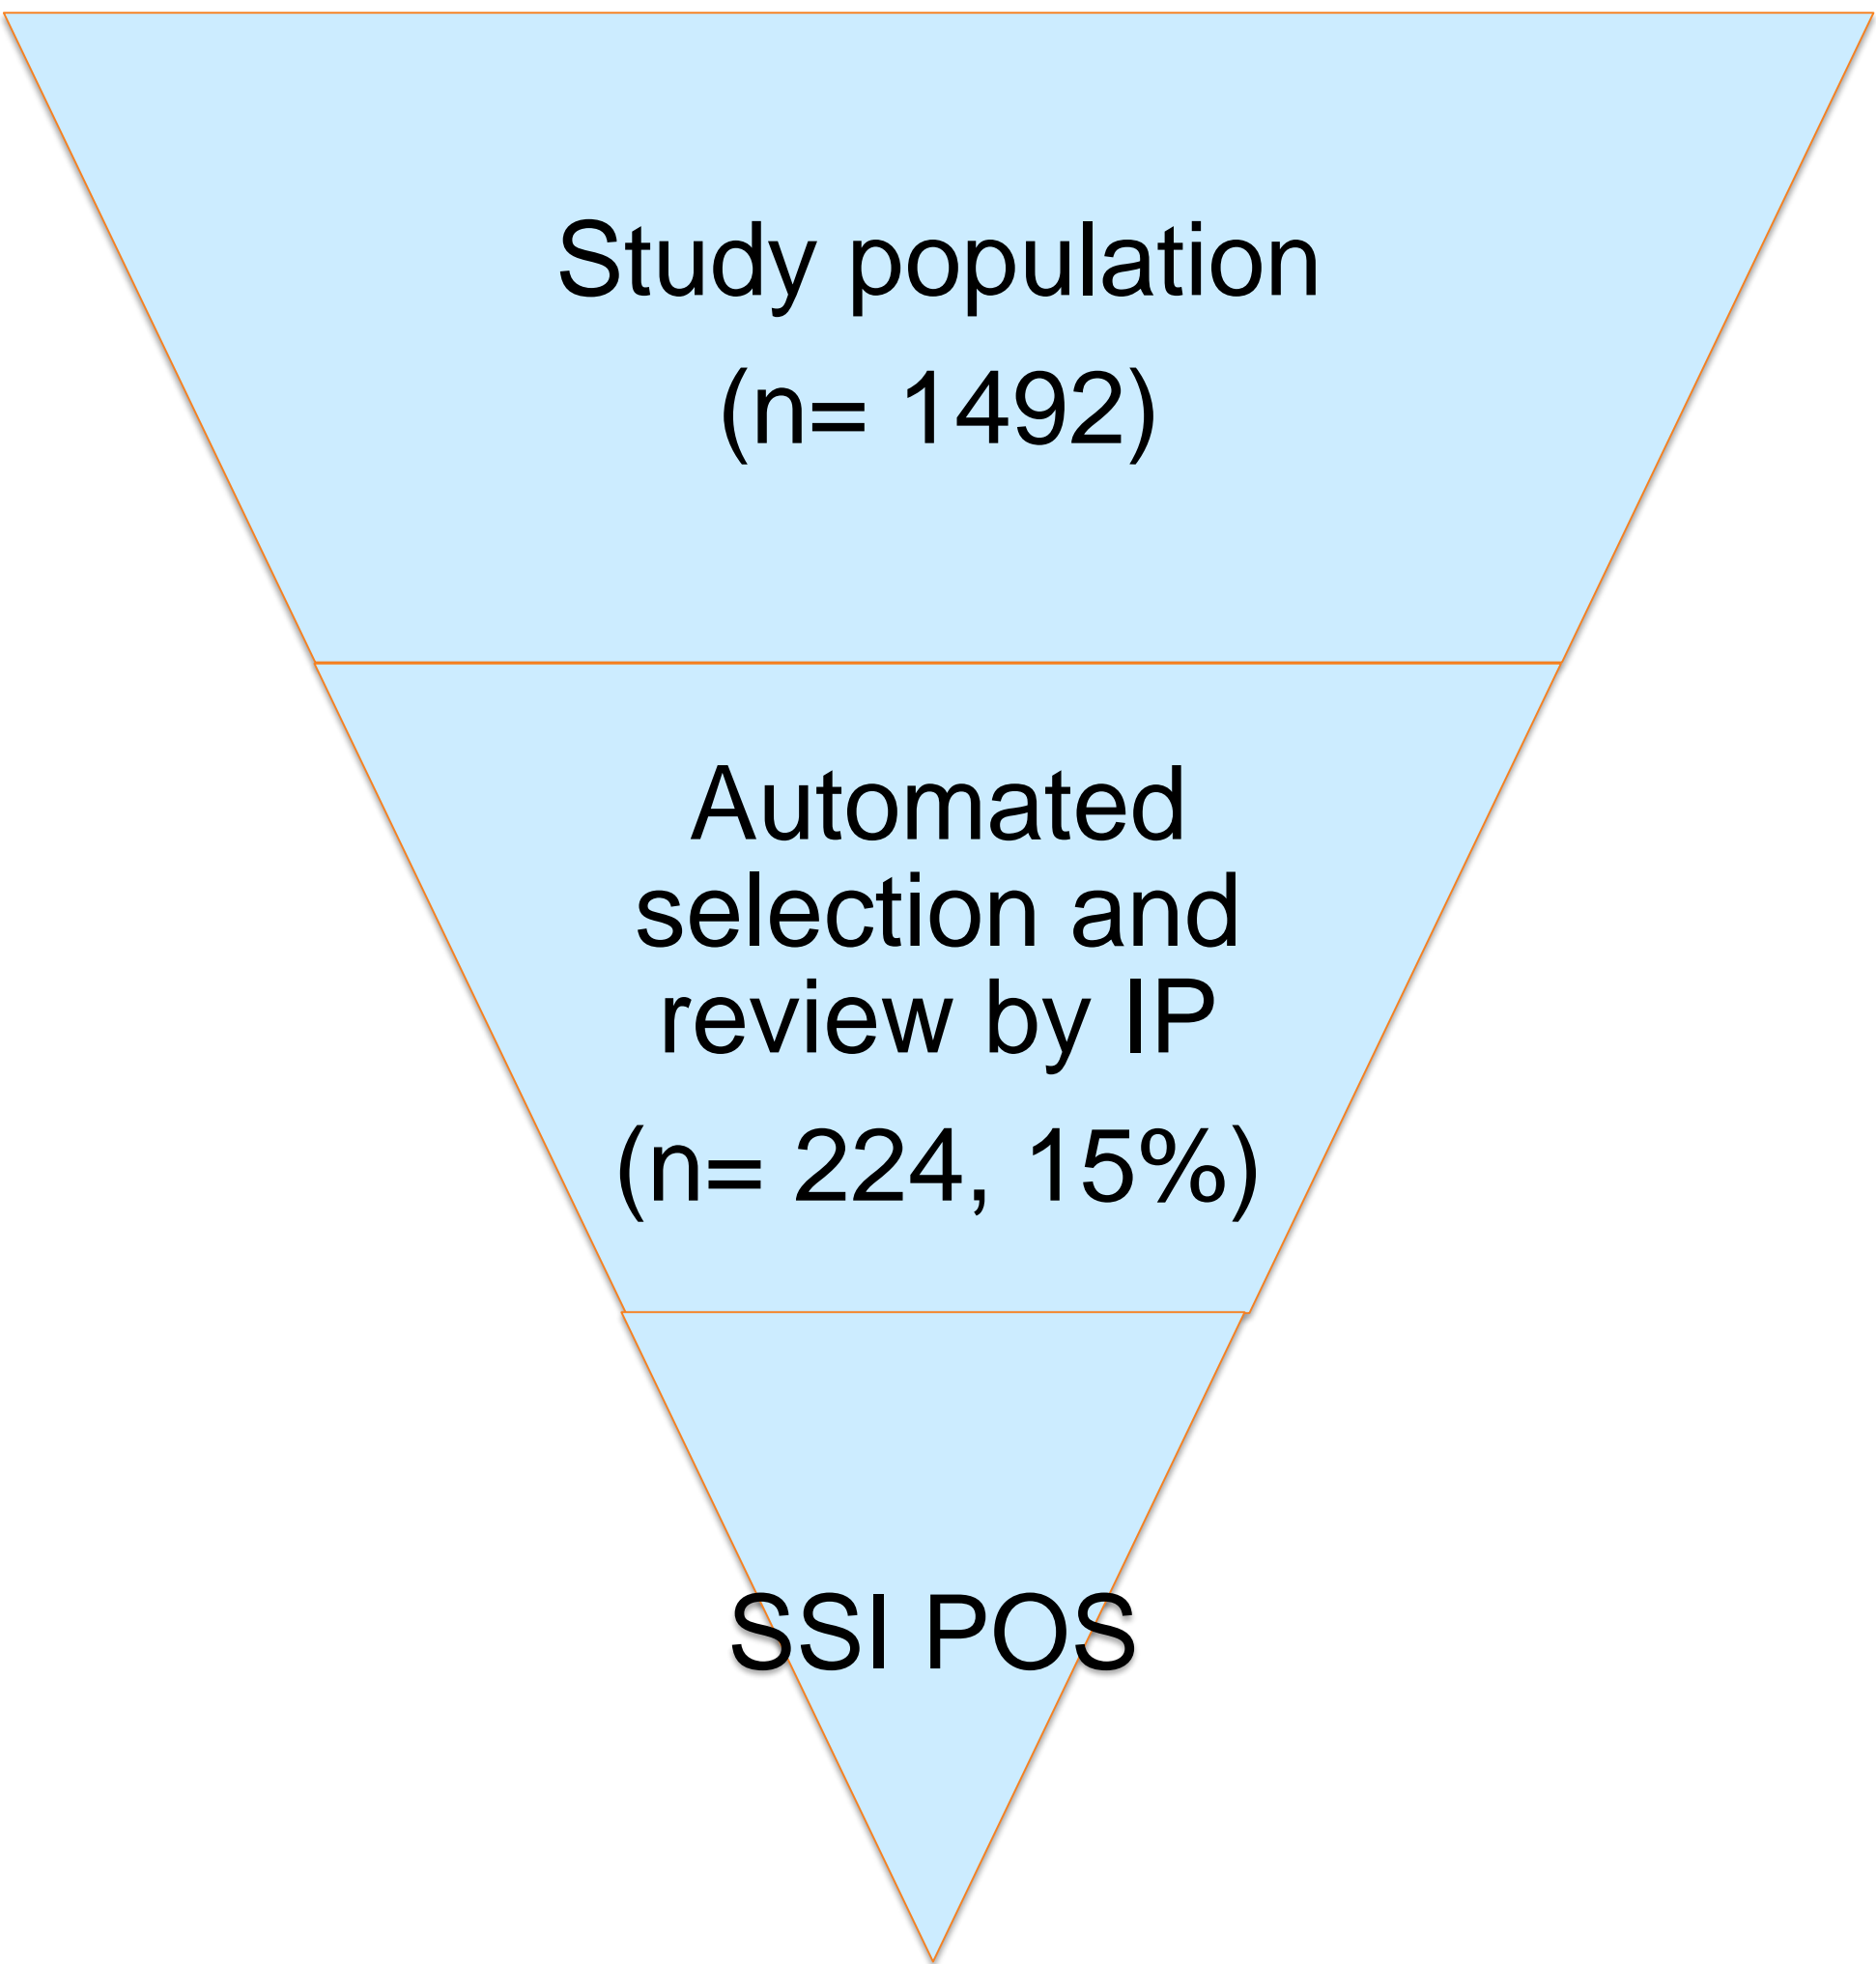 Study population
(n= 1492)
Automated
selection and
review by IP
(n= 224, 15%)
SSI POS